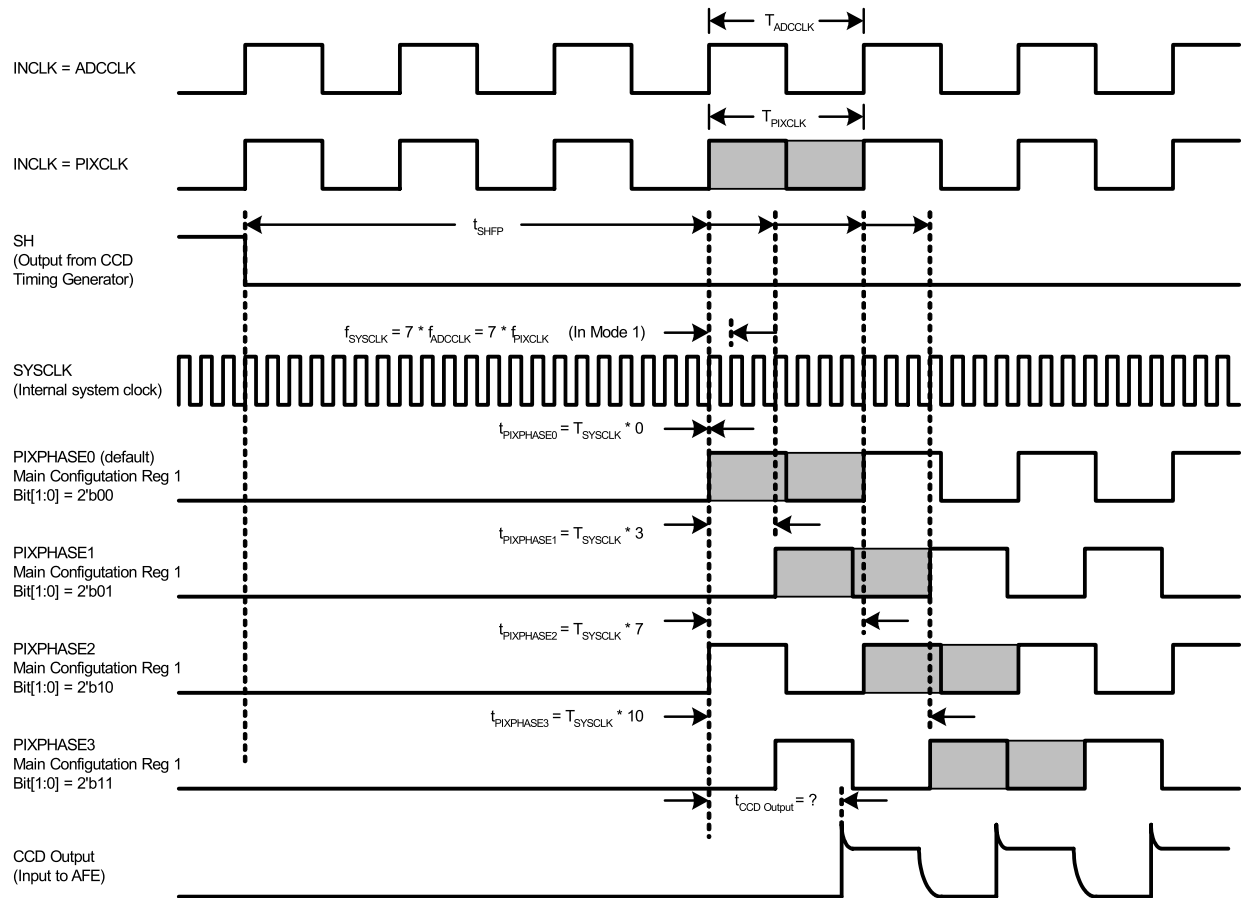 T_ADCCLK
INCLK = ADCCLK
T_PIXCLK
INCLK = PIXCLK
t_SHFP
SH
(Output from CCD
Timing Generator)
f_SYSCLK = 7 * f_ADCCLK = 7 * f_PIXCLK (In Mode 1)
SYSCLK
(Internal system clock)
t_PIXPHASE0 = T_SYSCLK * 0
PIXPHASE0 (default)
Main Configutation Reg 1
Bit[1:0] = 2'b00
t_PIXPHASE1 = T_SYSCLK * 3
PIXPHASE1
Main Configutation Reg 1
Bit[1:0] = 2'b01
t_PIXPHASE2 = T_SYSCLK * 7
PIXPHASE2
Main Configutation Reg 1
Bit[1:0] = 2'b10
t_PIXPHASE3 = T_SYSCLK * 10
PIXPHASE3
Main Configutation Reg 1
Bit[1:0] = 2'b11
t_CCD Output = ?
CCD Output
(Input to AFE)